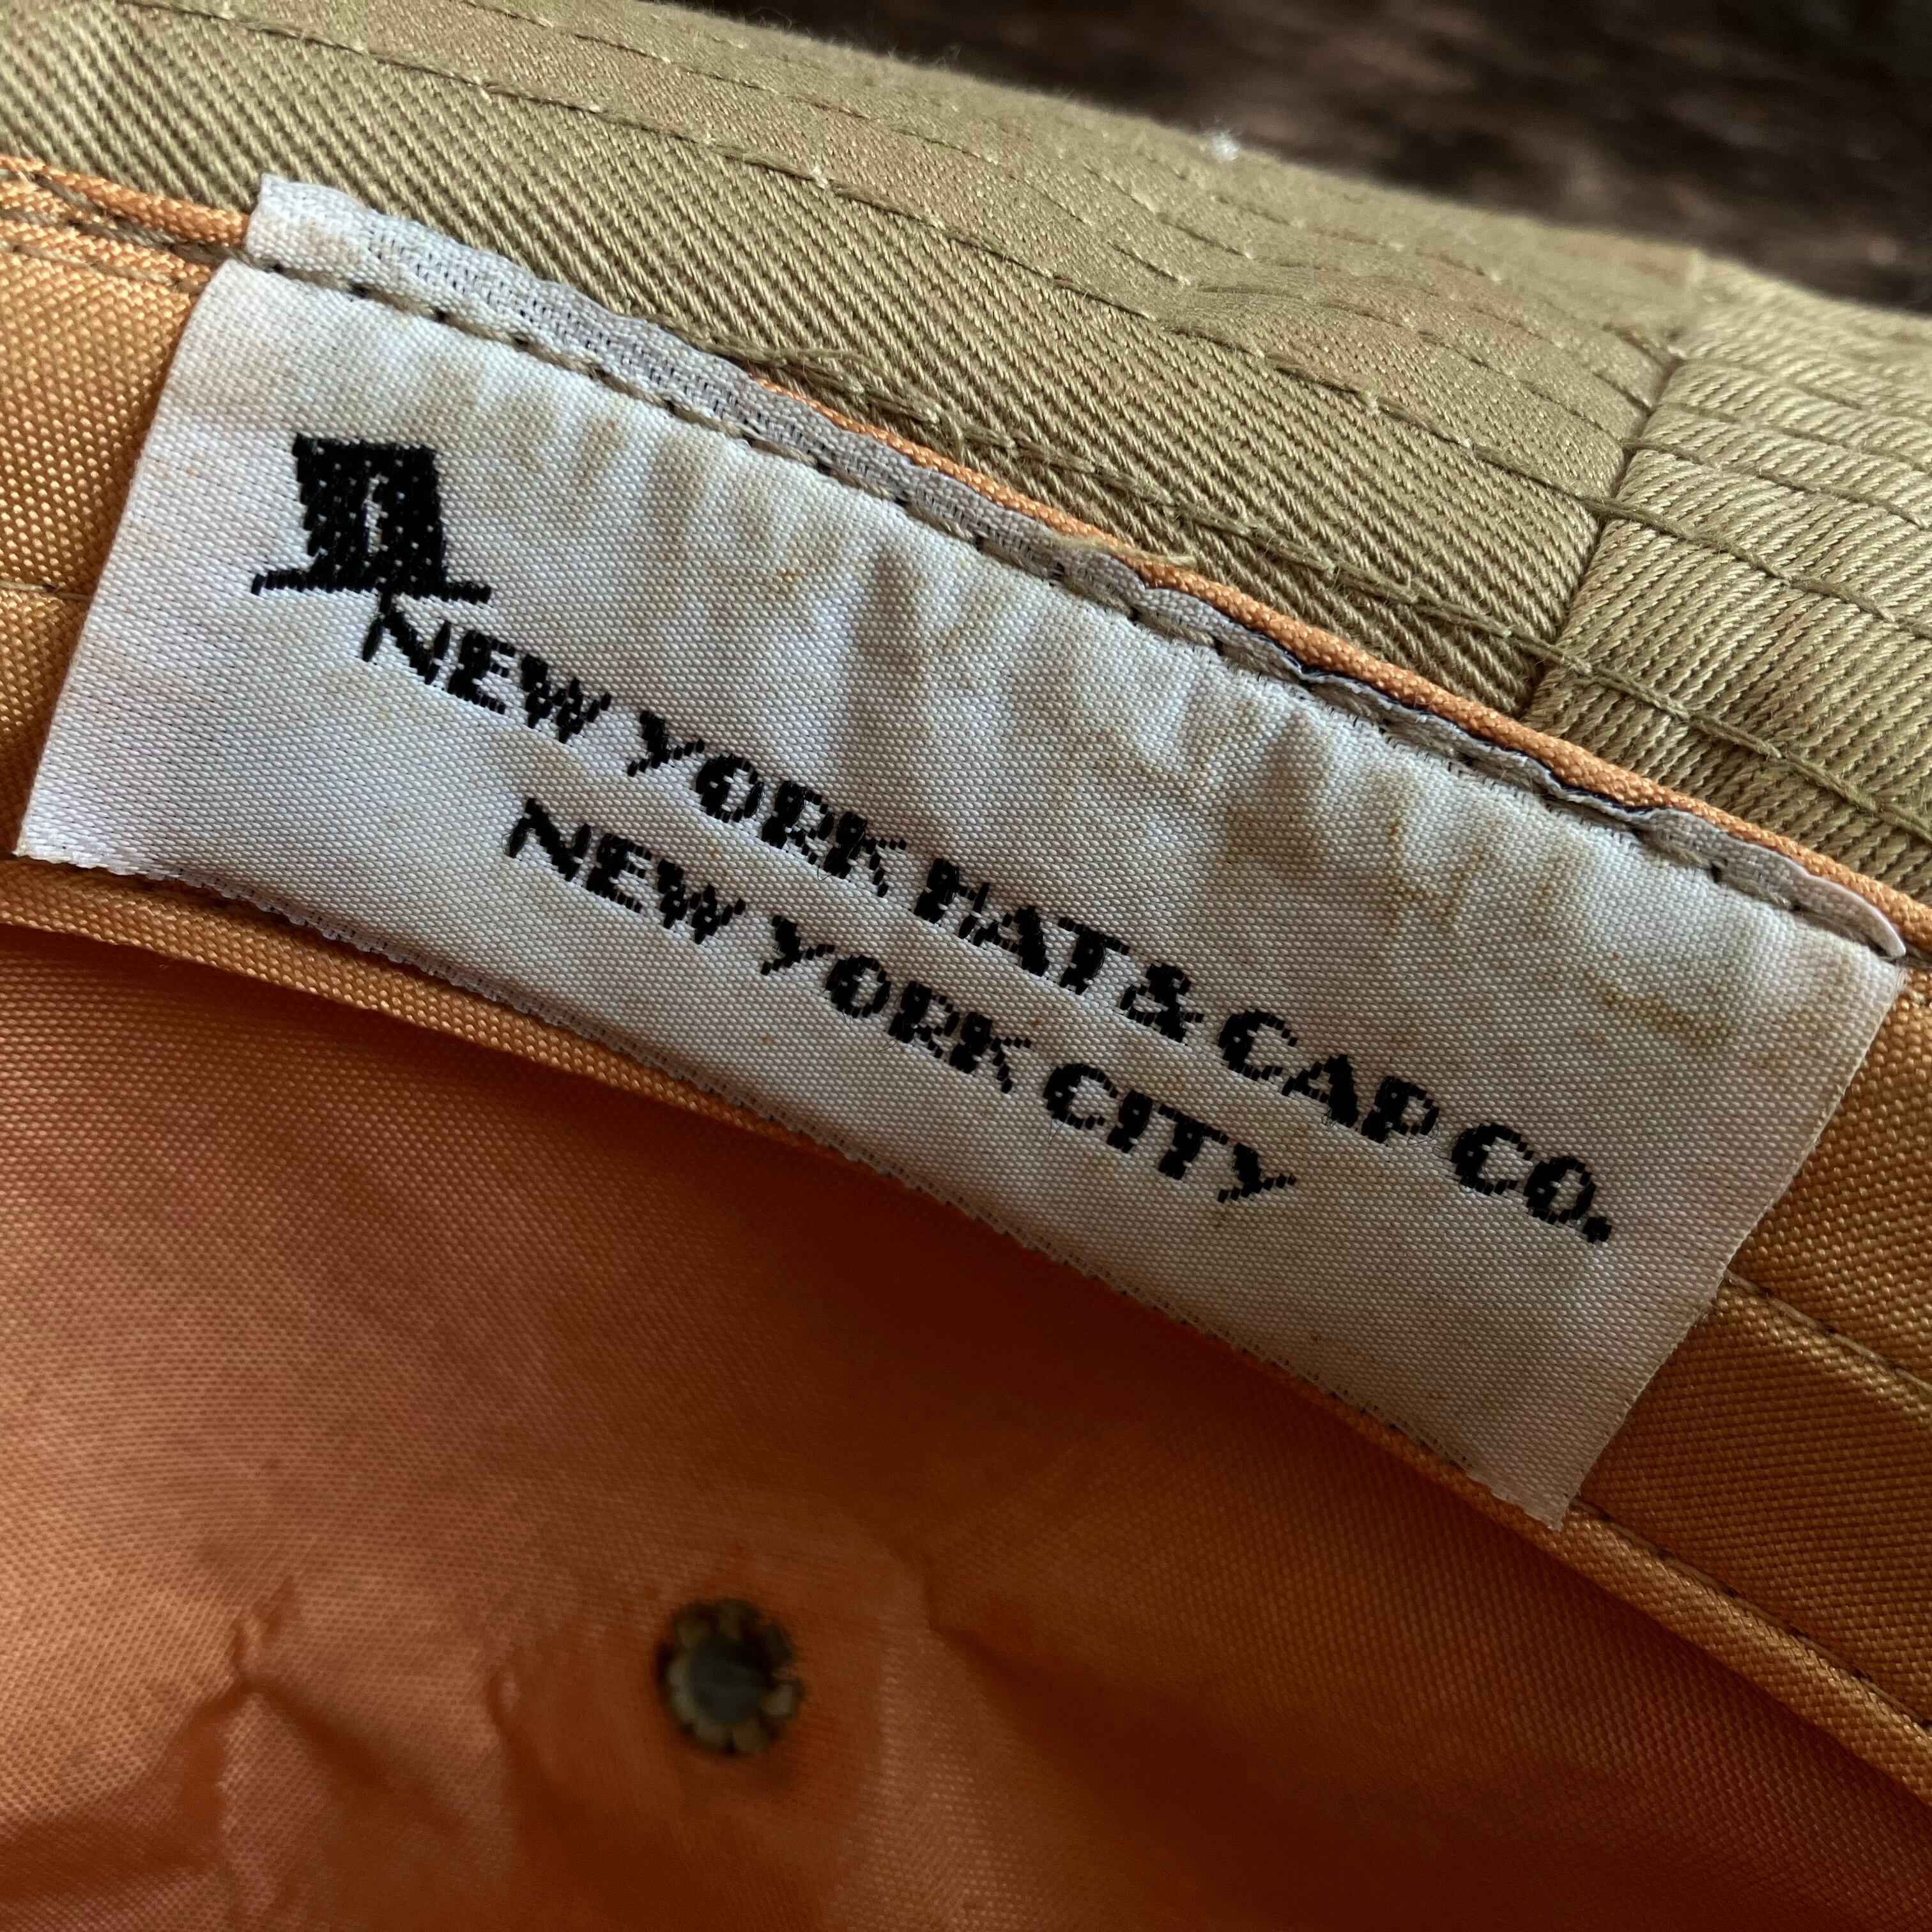 NEW YORK HAT & CAP CO.
NEW YORK CITY